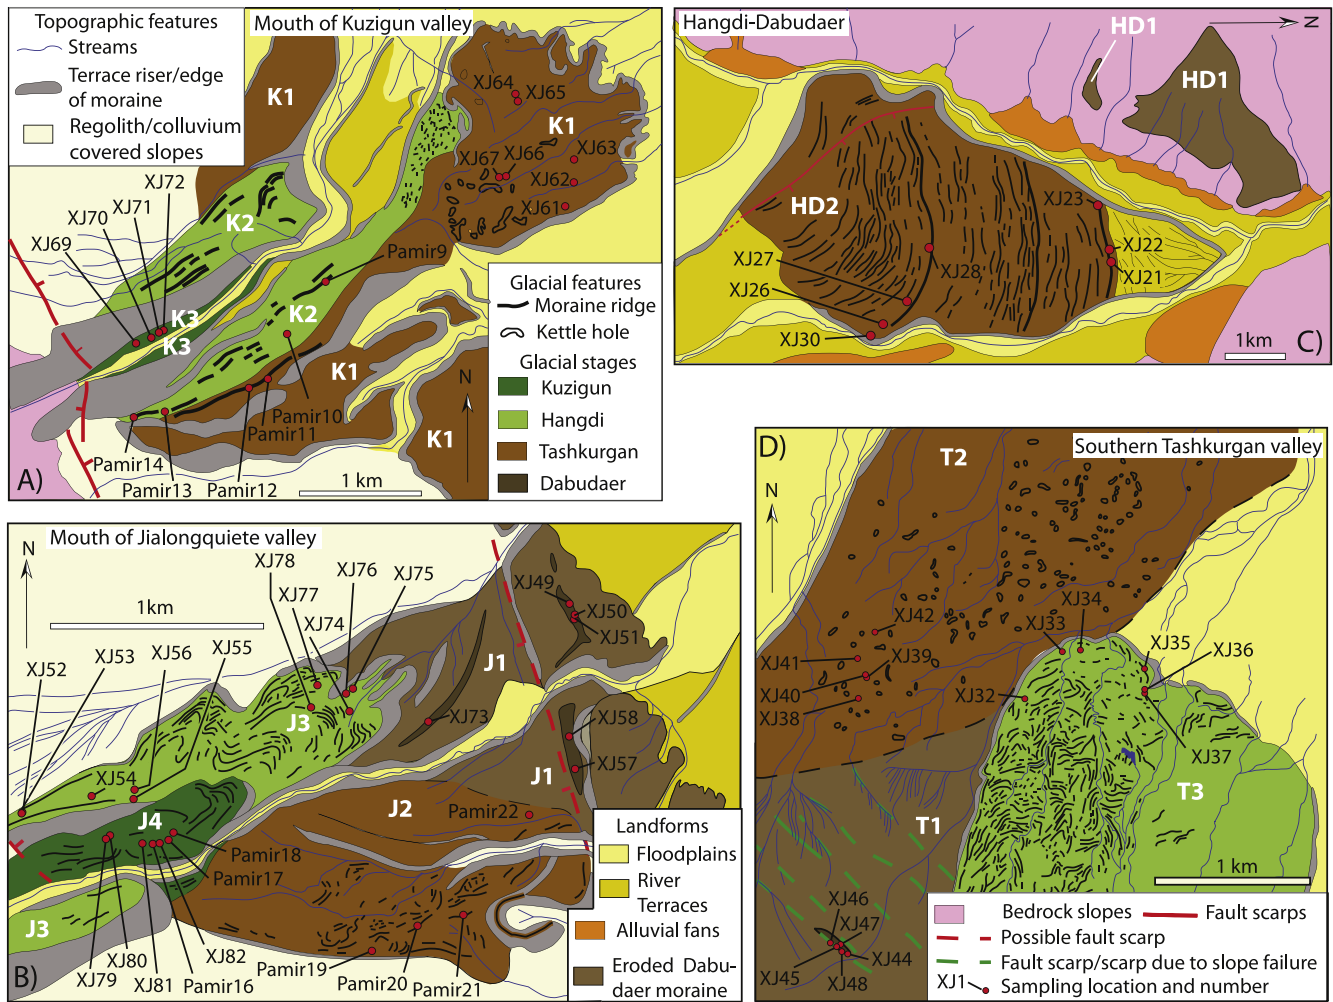 Topographic features
Streams
Terrace riser/edge
of moraine
Regolith/colluvium
covered slopes
Mouth of Kuzigun valley
K1
XJ64
XJ65
K1
XJ63
XJ67
XJ66
XJ62
XJ61
XJ72
XJ71
XJ70
XJ69
K2
Pamir9
K3
K3
K2
K1
K1
N
Pamir10
Pamir11
Pamir14
Pamir13
Pamir12
1 km
A)
Glacial features
Moraine ridge
Kettle hole
Glacial stages
Kuzigun
Hangdi
Tashkurgan
Dabudaer
Hangdi-Dabudaer
HD1
N
HD1
HD2
XJ23
XJ22
XJ21
XJ27
XJ28
XJ26
XJ30
1km
C)
Mouth of Jialongquiete valley
N
1km
XJ78
XJ77
XJ76
XJ75
XJ74
XJ49
XJ50
XJ51
XJ52
XJ53
XJ56
XJ55
J1
J3
XJ73
XJ58
XJ57
J1
XJ54
J4
J2
Pamir22
Pamir18
Pamir17
J3
XJ79
XJ80
XJ81
XJ82
Pamir16
Pamir19
Pamir20
Pamir21
B)
Landforms
Floodplains
River
Terraces
Alluvial fans
Eroded Dabu-
daer moraine
D)
Southern Tashkurgan valley
N
T2
XJ42
XJ41
XJ39
XJ40
XJ38
XJ34
XJ33
XJ35
XJ36
XJ32
XJ37
T3
T1
XJ46
XJ47
XJ45
XJ44
XJ48
1 km
Bedrock slopes
Fault scarps
Possible fault scarp
Fault scarp/scarp due to slope failure
XJ1
Sampling location and number